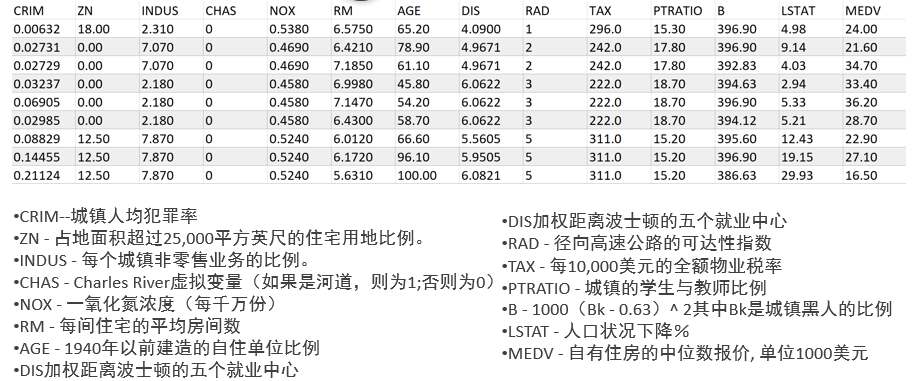 CRIM ZN INDUS CHAS NOX RM AGE DIS RAD TAX PTRATIO B LSTAT MEDV
0.00632 18.00 2.310 0 0.5380 6.5750 65.20 4.0900 1 296.0 15.30 396.90 4.98 24.00
0.02731 0.00 7.070 0 0.4690 6.4210 78.90 4.9671 2 242.0 17.80 396.90 9.14 21.60
0.02729 0.00 7.070 0 0.4690 7.1850 61.10 4.9671 2 242.0 17.80 392.83 4.03 34.70
0.03237 0.00 2.180 0 0.4580 6.9980 45.80 6.0622 3 222.0 18.70 394.63 2.94 33.40
0.06905 0.00 2.180 0 0.4580 7.1470 54.20 6.0622 3 222.0 18.70 396.90 5.33 36.20
0.02985 0.00 2.180 0 0.4580 6.4300 58.70 6.0622 3 222.0 18.70 394.12 5.21 28.70
0.08829 12.50 7.870 0 0.5240 6.0120 66.60 5.5605 5 311.0 15.20 395.60 12.43 22.90
0.14455 12.50 7.870 0 0.5240 6.1720 96.10 5.9505 5 311.0 15.20 396.90 19.15 27.10
0.21124 12.50 7.870 0 0.5240 5.6310 100.00 6.0821 5 311.0 15.20 386.63 29.93 16.50
•CRIM--城镇人均犯罪率
•ZN - 占地面积超过25,000平方英尺的住宅用地比例。
•INDUS - 每个城镇非零售业务的比例。
•CHAS - Charles River虚拟变量（如果是河道，则为1;否则为0）
•NOX - 一氧化氮浓度（每千万份）
•RM - 每间住宅的平均房间数
•AGE - 1940年以前建造的自住单位比例
•DIS加权距离波士顿的五个就业中心
•DIS加权距离波士顿的五个就业中心
•RAD - 径向高速公路的可达性指数
•TAX - 每10,000美元的全额物业税率
•PTRATIO - 城镇的学生与教师比例
•B - 1000（Bk - 0.63）^ 2其中Bk是城镇黑人的比例
•LSTAT - 人口状况下降％
•MEDV - 自有住房的中位数报价, 单位1000美元